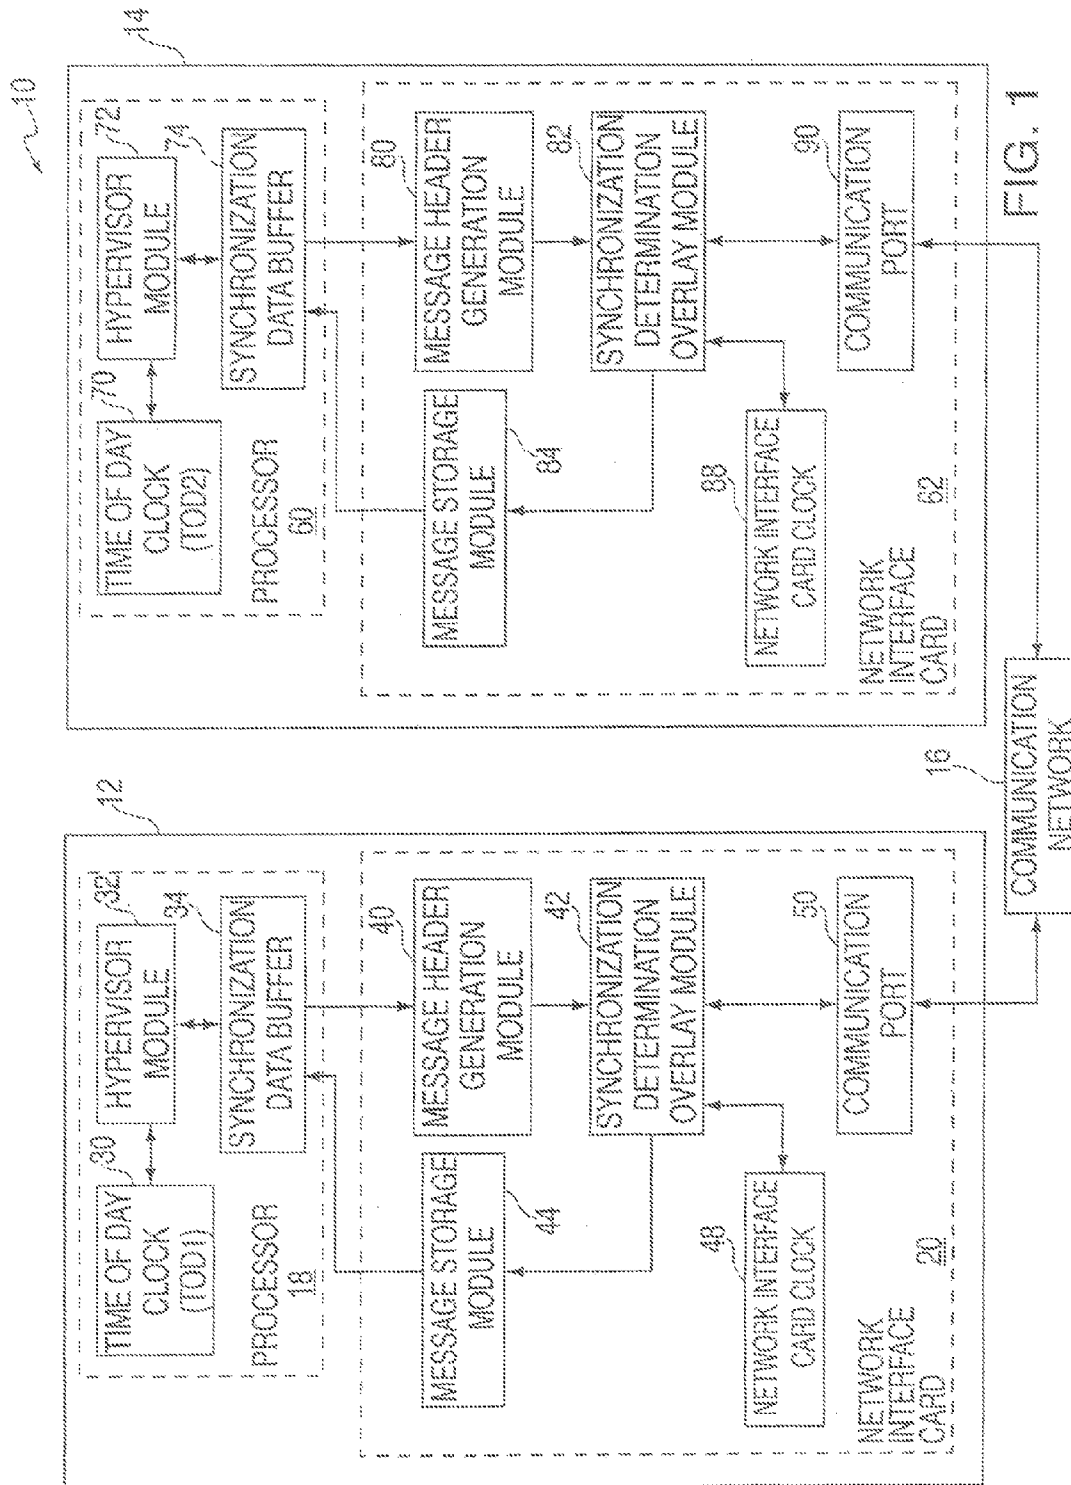 10
12
TIME OF DAY
CLOCK
(TOD1)
30
HYPERVISOR
MODULE
32
SYNCHRONIZATION
DATA BUFFER
34
PROCESSOR
18
MESSAGE STORAGE
MODULE
44
MESSAGE HEADER
GENERATION
MODULE
40
SYNCHRONIZATION
DETERMINATION
OVERLAY MODULE
42
NETWORK INTERFACE
CARD CLOCK
48
COMMUNICATION
PORT
50
NETWORK
INTERFACE
CARD
20
14
TIME OF DAY
CLOCK
(TOD2)
70
HYPERVISOR
MODULE
72
SYNCHRONIZATION
DATA BUFFER
74
PROCESSOR
60
MESSAGE STORAGE
MODULE
84
MESSAGE HEADER
GENERATION
MODULE
80
SYNCHRONIZATION
DETERMINATION
OVERLAY MODULE
82
NETWORK INTERFACE
CARD CLOCK
88
COMMUNICATION
PORT
90
NETWORK
INTERFACE
CARD
62
16
COMMUNICATION
NETWORK
FIG. 1